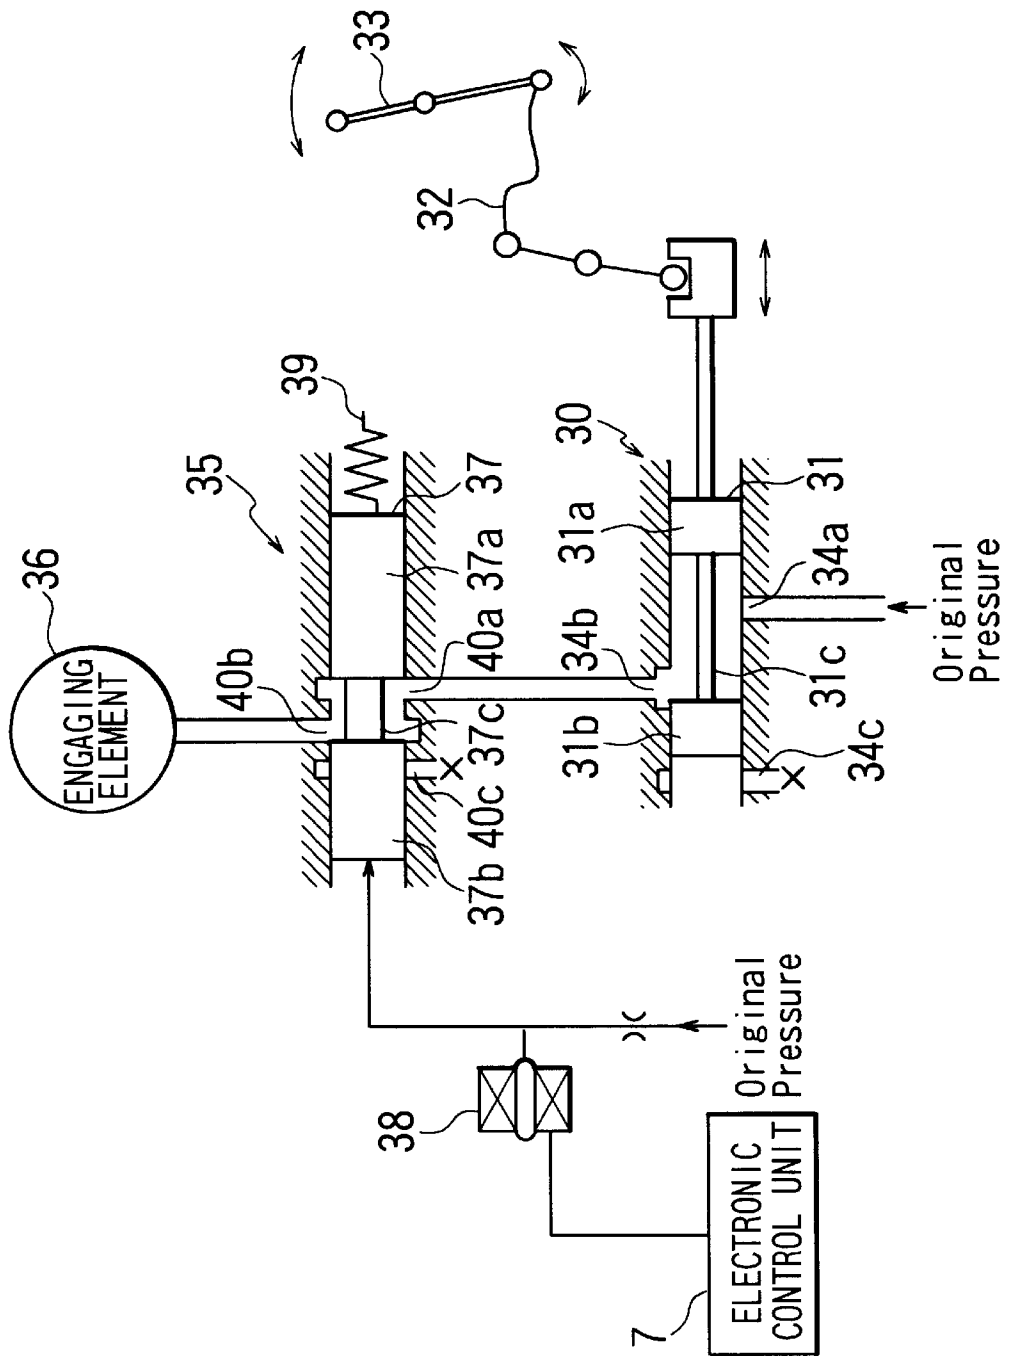 36
ENGAGING
ELEMENT
35
39
33
32
40b
37
37a
40a
37c
40c
37b
30
31a
31
34b
34a
31b
31c
34c
Original
Pressure
38
Original
Pressure
7
ELECTRONIC
CONTROL UNIT